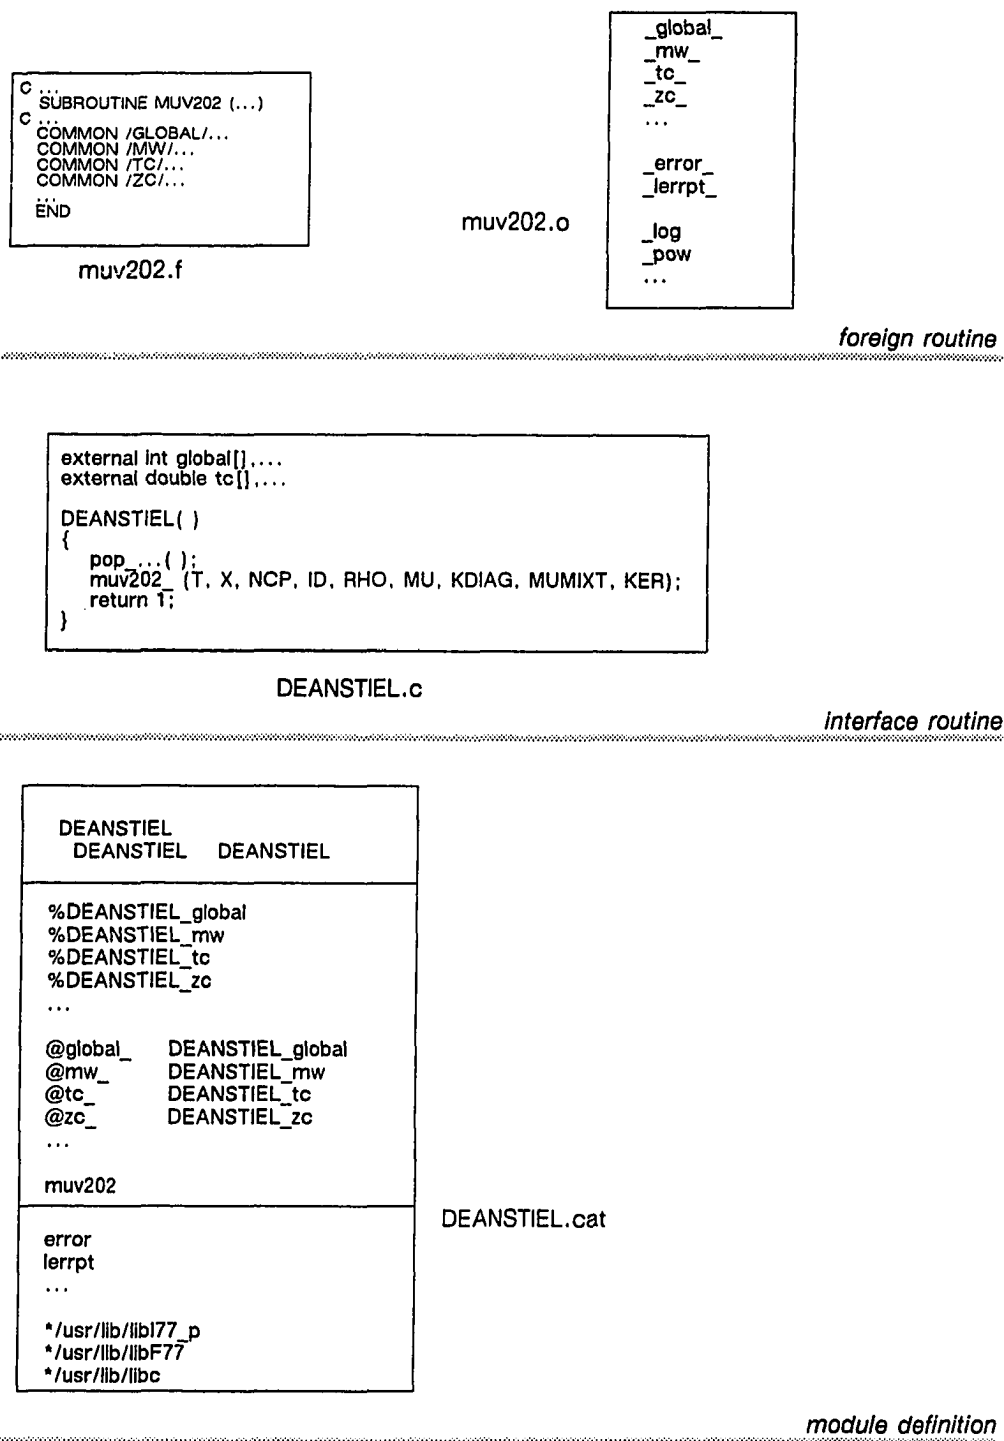 C ...
SUBROUTINE MUV202 (...)
C ...
COMMON /GLOBAL/...
COMMON /MW/...
COMMON /TC/...
COMMON /ZC/...
...
END
muv202.f
muv202.o
_global_
_mw_
_tc_
_zc_
...
_error_
_lerrpt_
_log
_pow
...
foreign routine
external int global[],...
external double tc[],...
DEANSTIEL( )
{
pop_...( );
muv202_ (T, X, NCP, ID, RHO, MU, KDIAG, MUMIXT, KER);
return 1;
}
DEANSTIEL.c
interface routine
DEANSTIEL
DEANSTIEL DEANSTIEL
%DEANSTIEL_global
%DEANSTIEL_mw
%DEANSTIEL_tc
%DEANSTIEL_zc
...
@global_ DEANSTIEL_global
@mw_ DEANSTIEL_mw
@tc_ DEANSTIEL_tc
@zc_ DEANSTIEL_zc
...
muv202
error
lerrpt
...
*/usr/lib/libI77_p
*/usr/lib/libF77
*/usr/lib/libc
DEANSTIEL.cat
module definition